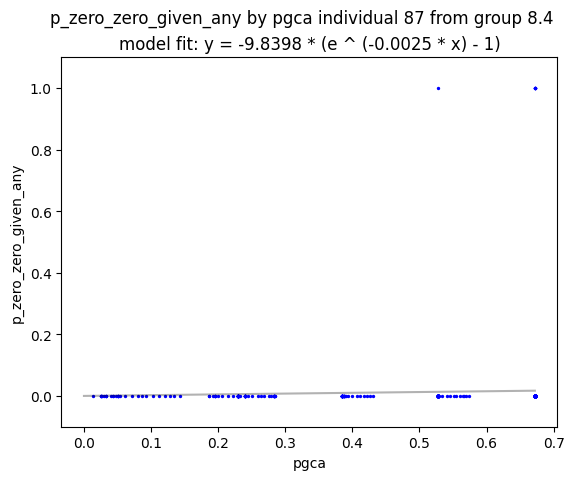 p_zero_zero_given_any by pgca individual 87 from group 8.4
model fit: y = -9.8398 * (e ^ (-0.0025 * x) - 1)
1.0
0.8
0.6
0.4
0.2
0.0
p_zero_zero_given_any
0.0 0.1 0.2 0.3 0.4 0.5 0.6 0.7
pgca